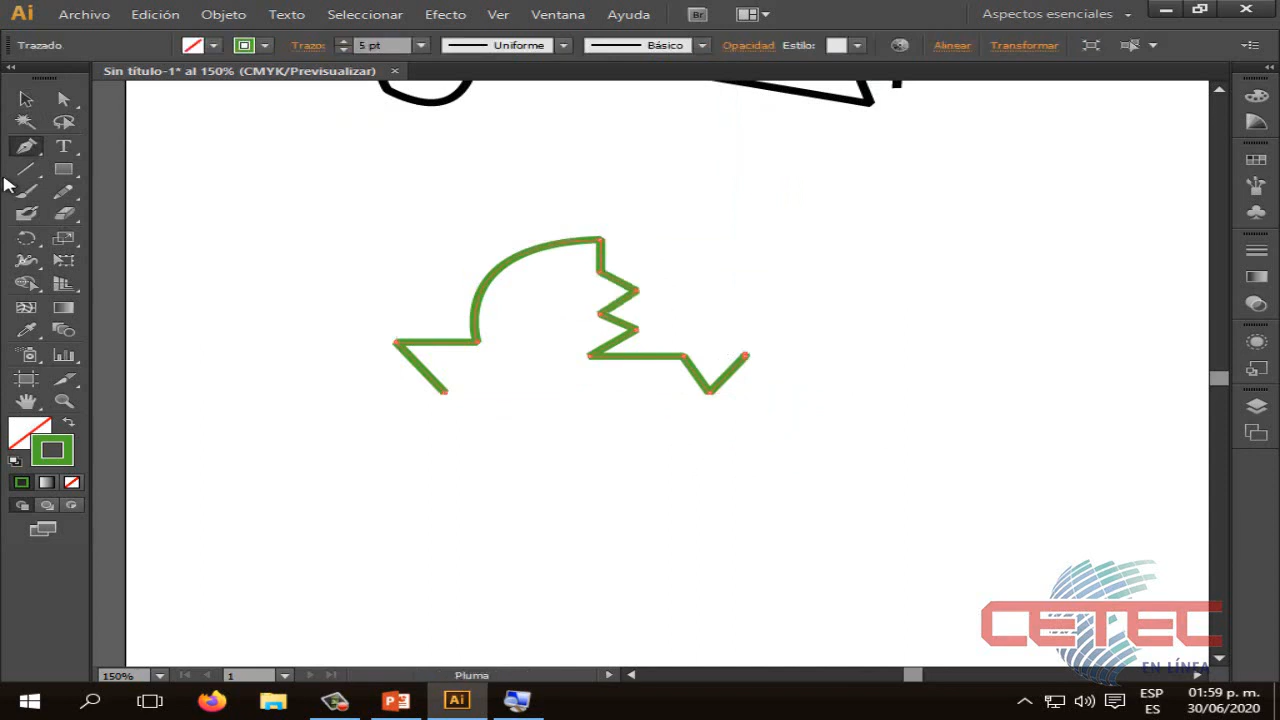 Ai Archivo Edición Objeto Texto Seleccionar Efecto Ver Ventana Ayuda Br Aspectos esenciales
Trazado Trazo: 5 pt Uniforme Básico Opacidad Estilo: Alinear Transformar
Sin título-1* al 150% (CMYK/Previsualizar) ×
T
CETEC
EN LÍNEA
150% 1 Pluma
Ai ESP 01:59 p. m.
ES 30/06/2020